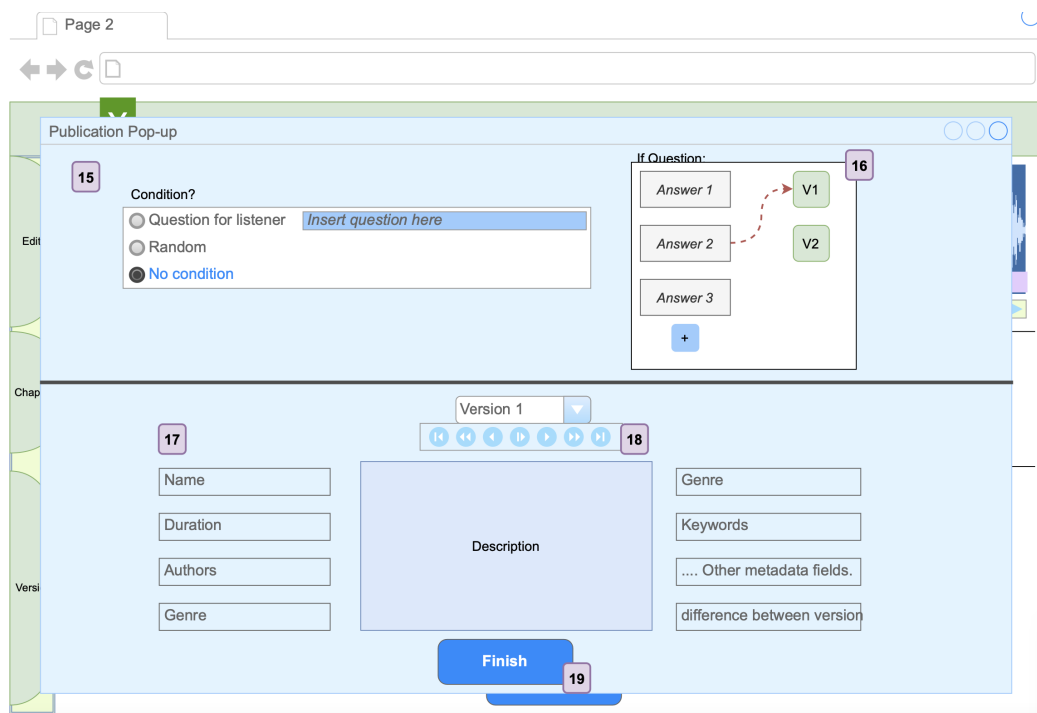 Page 2
Publication Pop-up
15
If Question:
16
Condition?
Answer 1
V1
Question for listener
Insert question here
Edit
Random
Answer 2
V2
No condition
Answer 3
+
Chap
Version 1
17
18
Name
Genre
Duration
Keywords
Description
Authors
.... Other metadata fields.
Versi
Genre
difference between version
Finish
19